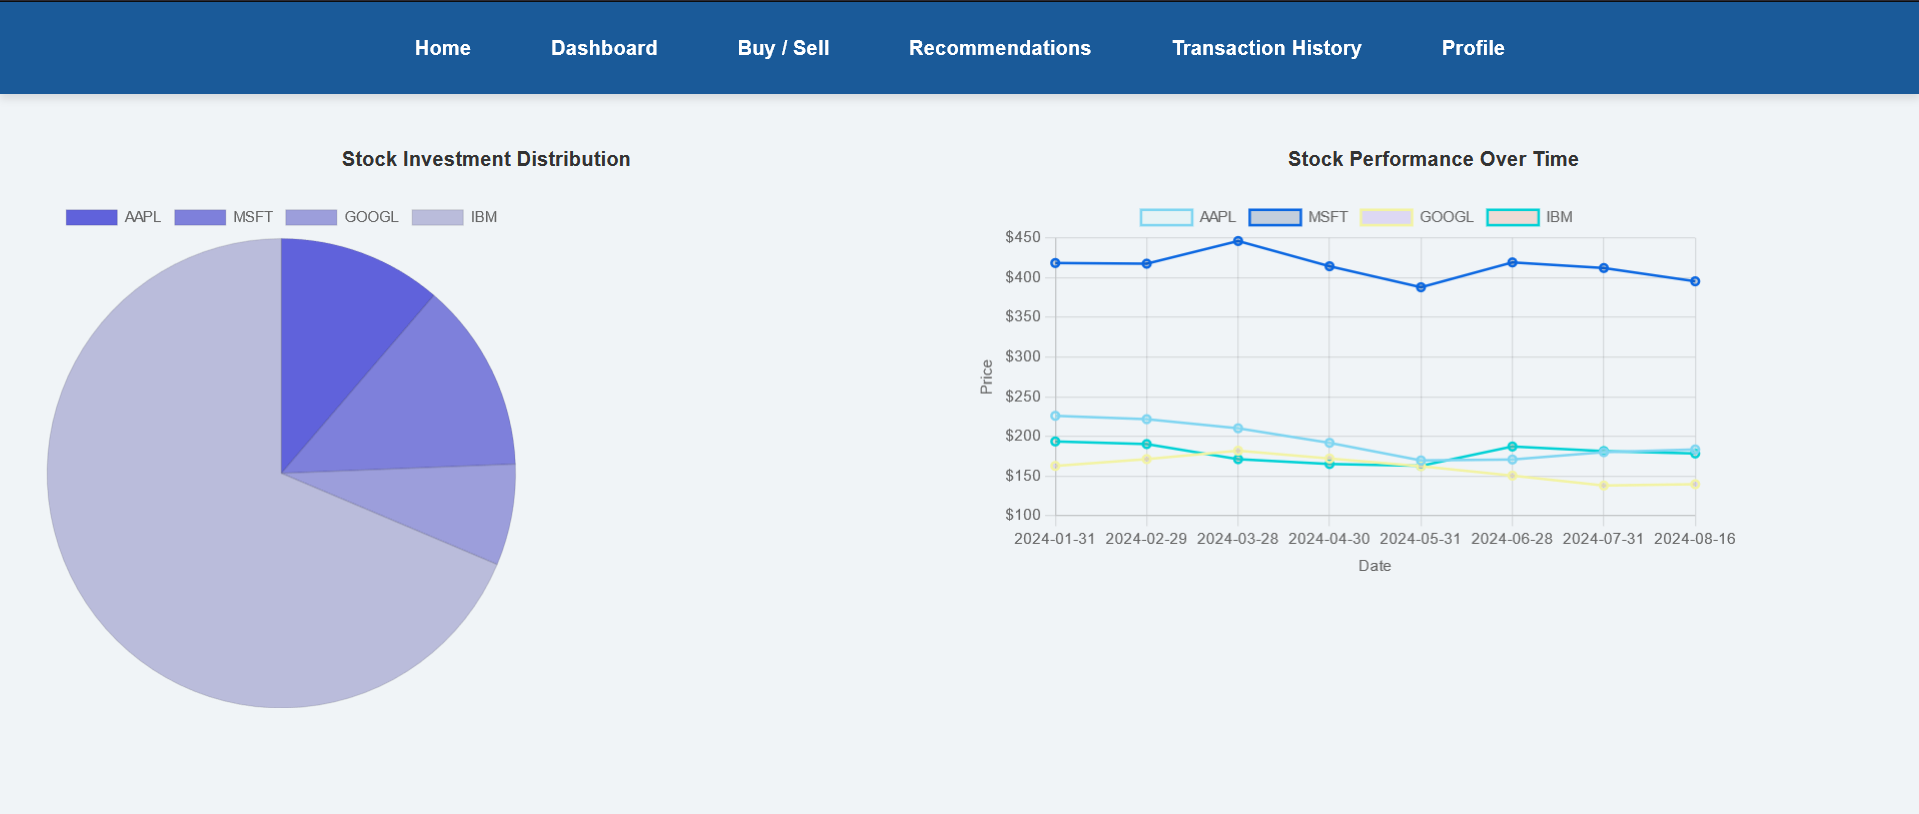 Home Dashboard Buy / Sell Recommendations Transaction History Profile
Stock Investment Distribution
AAPL MSFT GOOGL IBM
Stock Performance Over Time
AAPL MSFT GOOGL IBM
$450
$400
$350
$300
$250
$200
$150
$100
Price
2024-01-31 2024-02-29 2024-03-28 2024-04-30 2024-05-31 2024-06-28 2024-07-31 2024-08-16
Date